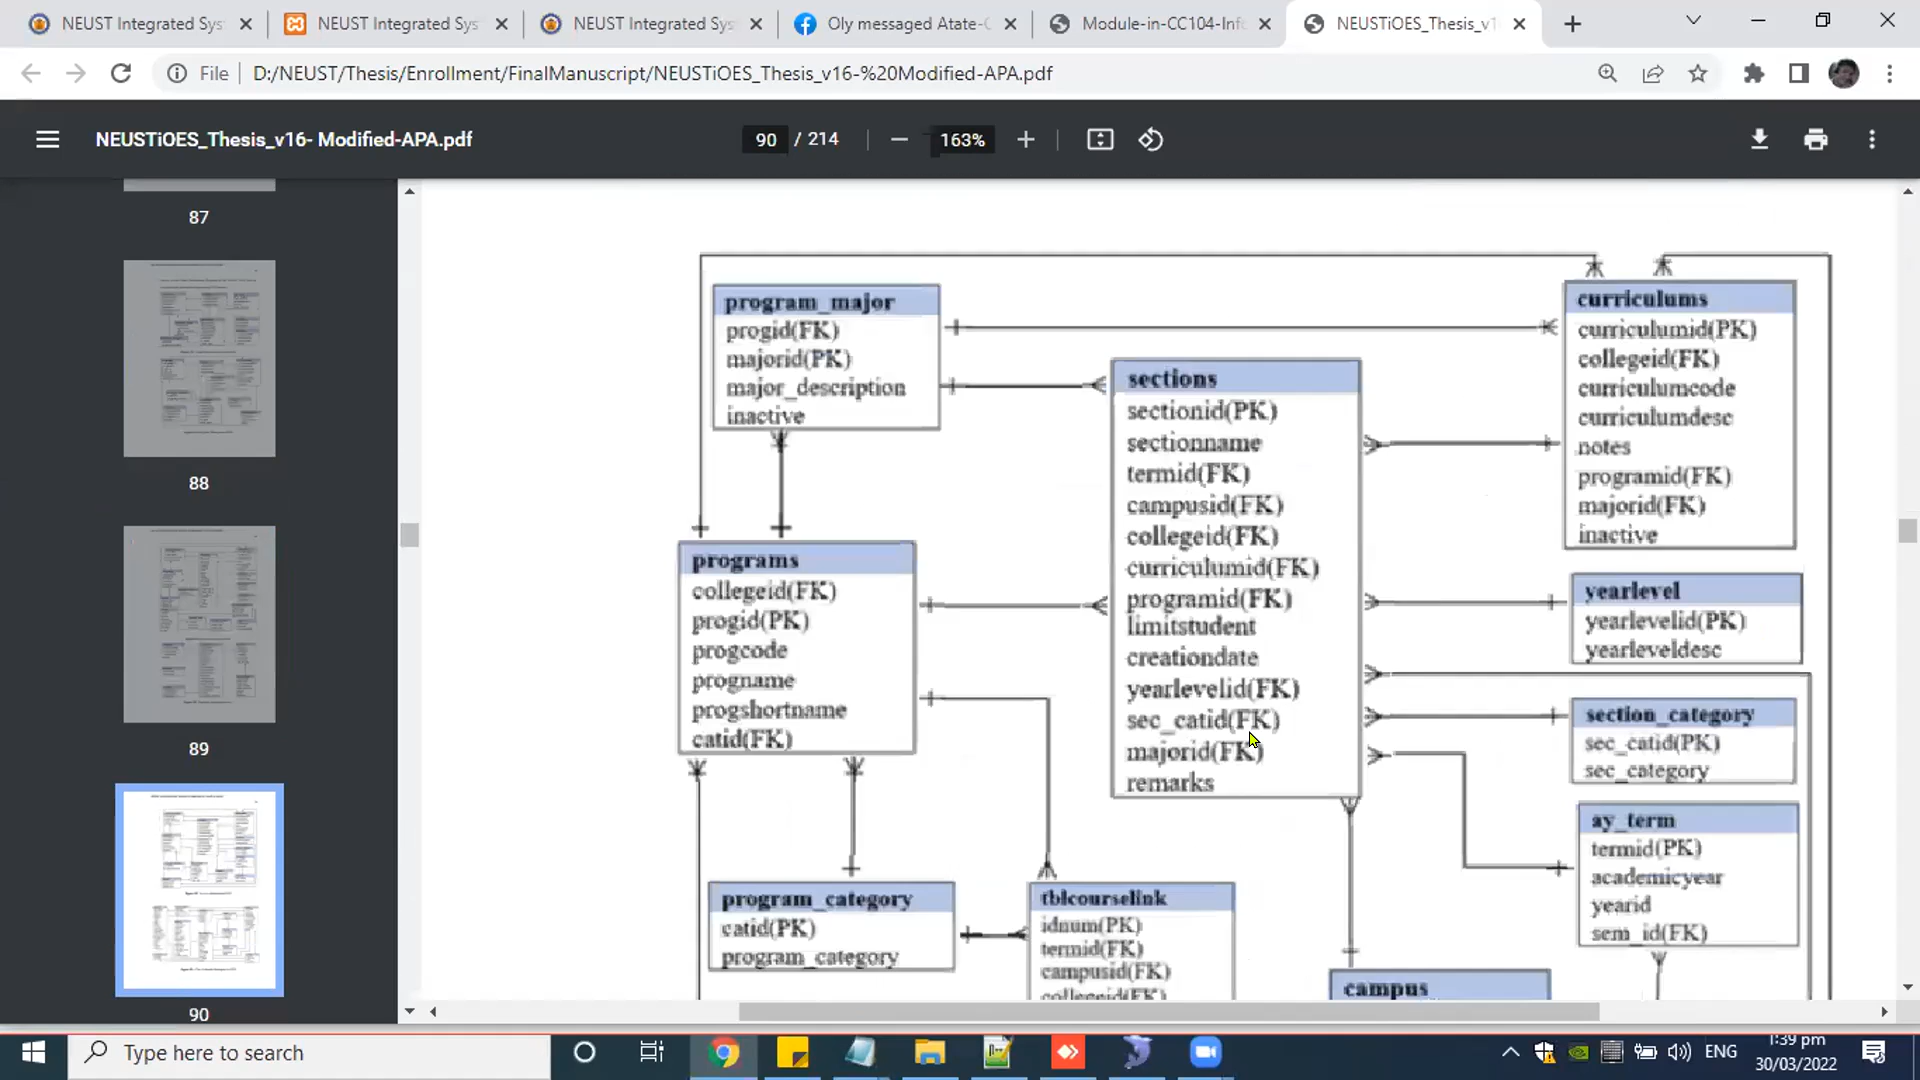 NEUST Integrated Sys
NEUST Integrated Sys
NEUST Integrated Sys
Oly messaged Atate-
Module-in-CC104-Inf
NEUSTiOES_Thesis_v1
File
D:/NEUST/Thesis/Enrollment/FinalManuscript/NEUSTiOES_Thesis_v16-%20Modified-APA.pdf
NEUSTiOES_Thesis_v16- Modified-APA.pdf
90 / 214
163%
87
88
89
90
program_major
progid(FK)
majorid(PK)
major_description
inactive
programs
collegeid(FK)
progid(PK)
progcode
progname
progshortname
catid(FK)
program_category
catid(PK)
program_category
sections
sectionid(PK)
sectionname
termid(FK)
campusid(FK)
collegeid(FK)
curriculumid(FK)
programid(FK)
limitstudent
creationdate
yearlevelid(FK)
sec_catid(FK)
majorid(FK)
remarks
tblcourselink
idnum(PK)
termid(FK)
campusid(FK)
collegeid(FK)
campus
curriculums
curriculumid(PK)
collegeid(FK)
curriculumcode
curriculumdesc
notes
programid(FK)
majorid(FK)
inactive
yearlevel
yearlevelid(PK)
yearleveldesc
section_category
sec_catid(PK)
sec_category
ay_term
termid(PK)
academicyear
yearid
sem_id(FK)
Type here to search
ENG
1:39 pm
30/03/2022